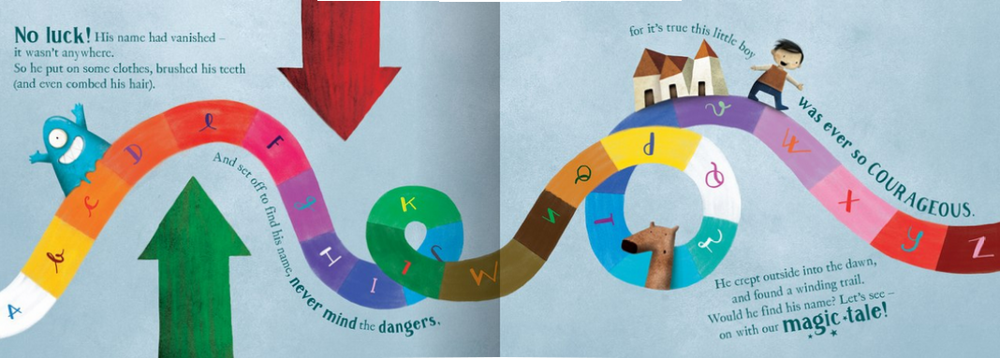 No luck! His name had vanished –
it wasn't anywhere.
So he put on some clothes, brushed his teeth
(and even combed his hair).
And set off to find his name, never mind the dangers.
for it's true this little boy
was ever so COURAGEOUS.
He crept outside into the dawn,
and found a winding trail.
Would he find his name? Let's see –
on with our magic tale!
A
b
c
D
e
F
g
H
I
J
K
l
W
n
o
p
Q
R
T
v
W
X
y
Z